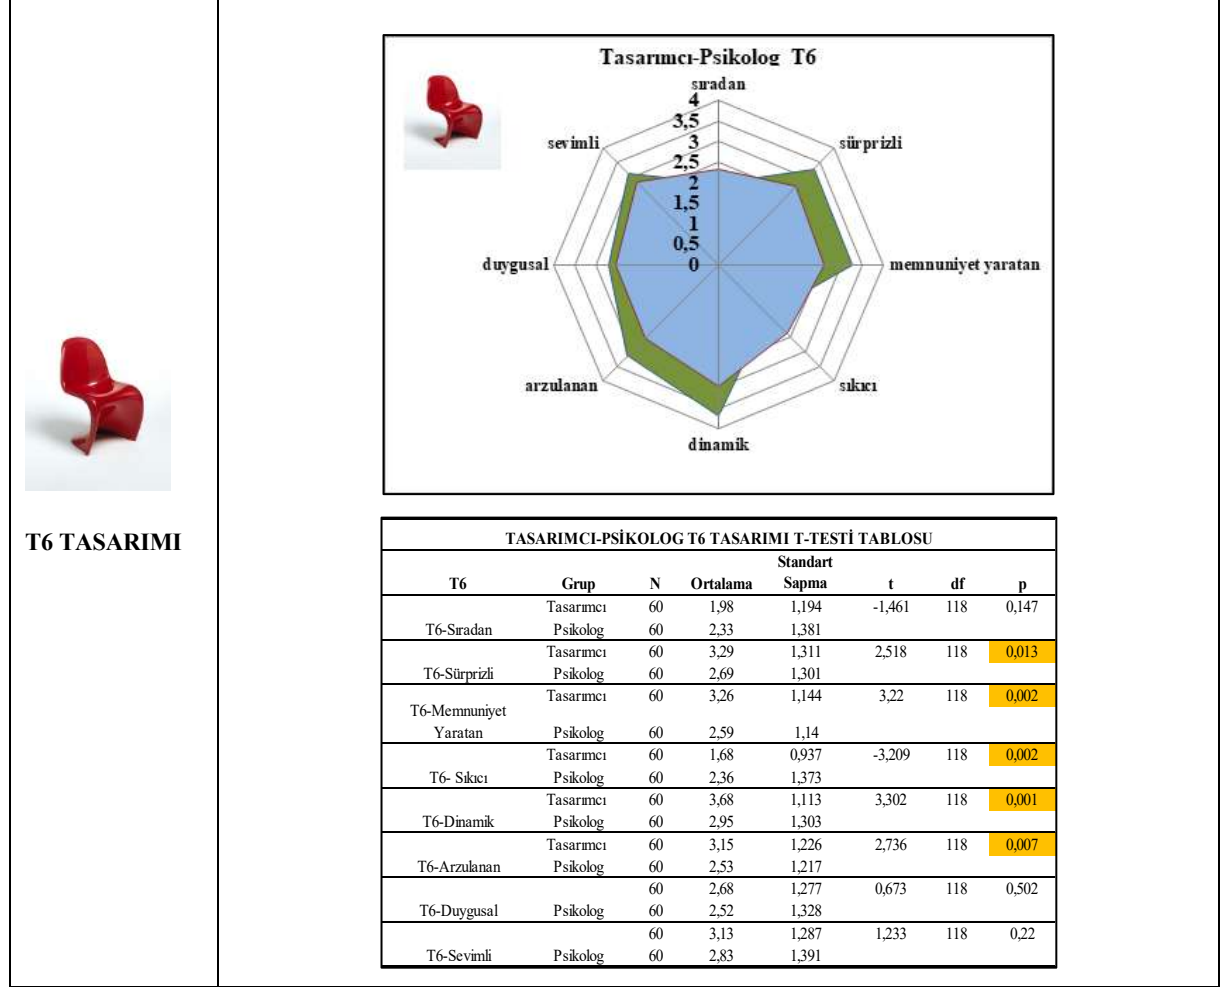 Tasarımcı-Psikolog T6
sıradan
4
3,5
3
2,5
2
1,5
1
0,5
0
sürprizli
memnuniyet yaratan
sıkıcı
dinamik
arzulanan
duygusal
sevimli
T6 TASARIMI
TASARIMCI-PSİKOLOG T6 TASARIMI T-TESTİ TABLOSU
T6 Grup N Ortalama Standart Sapma t df p
Tasarımcı 60 1,98 1,194 -1,461 118 0,147
T6-Sıradan Psikolog 60 2,33 1,381
Tasarımcı 60 3,29 1,311 2,518 118 0,013
T6-Sürprizli Psikolog 60 2,69 1,301
Tasarımcı 60 3,26 1,144 3,22 118 0,002
T6-Memnuniyet
Yaratan Psikolog 60 2,59 1,14
Tasarımcı 60 1,68 0,937 -3,209 118 0,002
T6- Sıkıcı Psikolog 60 2,36 1,373
Tasarımcı 60 3,68 1,113 3,302 118 0,001
T6-Dinamik Psikolog 60 2,95 1,303
Tasarımcı 60 3,15 1,226 2,736 118 0,007
T6-Arzulanan Psikolog 60 2,53 1,217
60 2,68 1,277 0,673 118 0,502
T6-Duygusal Psikolog 60 2,52 1,328
60 3,13 1,287 1,233 118 0,22
T6-Sevimli Psikolog 60 2,83 1,391